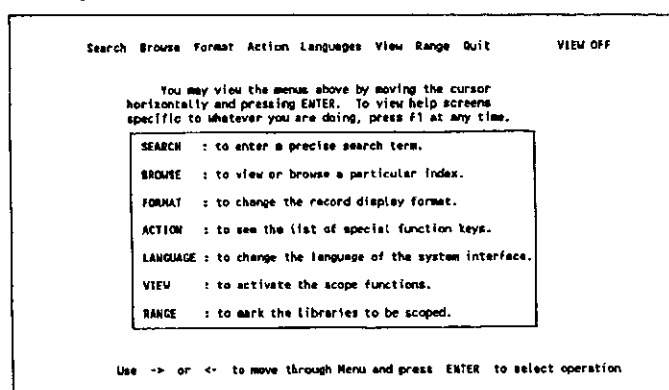 Search Browse Format Action Languages View Range Quit VIEW OFF
You may view the menus above by moving the cursor
horizontally and pressing ENTER. To view help screens
specific to whatever you are doing, press F1 at any time.
SEARCH : to enter a precise search term.
BROWSE : to view or browse a particular index.
FORMAT : to change the record display format.
ACTION : to see the list of special function keys.
LANGUAGE : to change the language of the system interface.
VIEW : to activate the scope functions.
RANGE : to mark the libraries to be scoped.
Use -> or <- to move through Menu and press ENTER to select operation